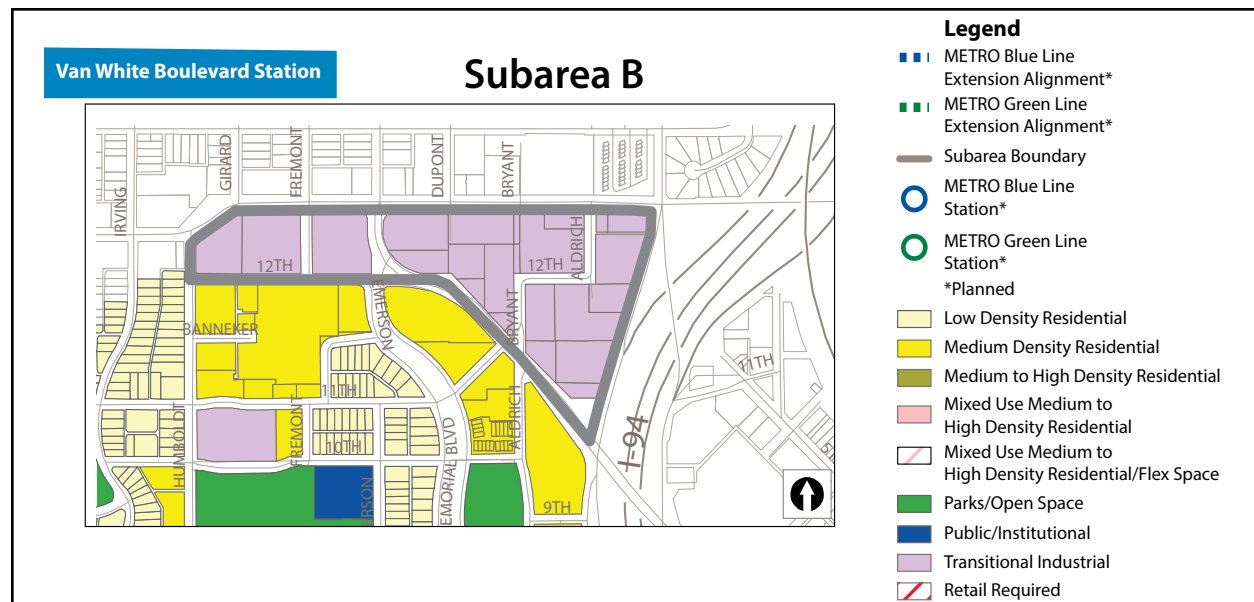 Van White Boulevard Station
Subarea B
IRVING
GIRARD
FREMONT
DUPONT
BRYANT
12TH
12TH
ALDRICH
EMERSON
BRYANT
BANNEKER
11TH
11TH
HUMBOLDT
FREMONT
10TH
EMORIAL BLVD
ALDRICH
I-94
ERSON
9TH
Legend
METRO Blue Line
Extension Alignment*
METRO Green Line
Extension Alignment*
Subarea Boundary
METRO Blue Line
Station*
METRO Green Line
Station*
*Planned
Low Density Residential
Medium Density Residential
Medium to High Density Residential
Mixed Use Medium to
High Density Residential
Mixed Use Medium to
High Density Residential/Flex Space
Parks/Open Space
Public/Institutional
Transitional Industrial
Retail Required